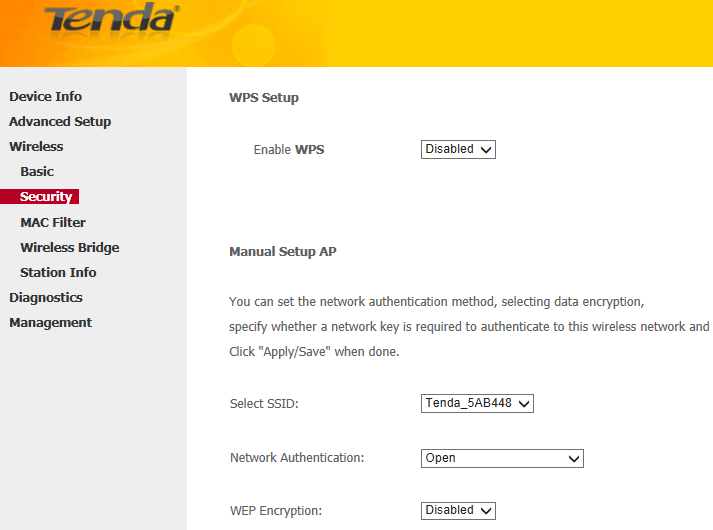 Tenda®
Device Info
Advanced Setup
Wireless
Basic
Security
MAC Filter
Wireless Bridge
Station Info
Diagnostics
Management
WPS Setup
Enable WPS Disabled
Manual Setup AP
You can set the network authentication method, selecting data encryption,
specify whether a network key is required to authenticate to this wireless network and
Click "Apply/Save" when done.
Select SSID: Tenda_5AB448
Network Authentication: Open
WEP Encryption: Disabled